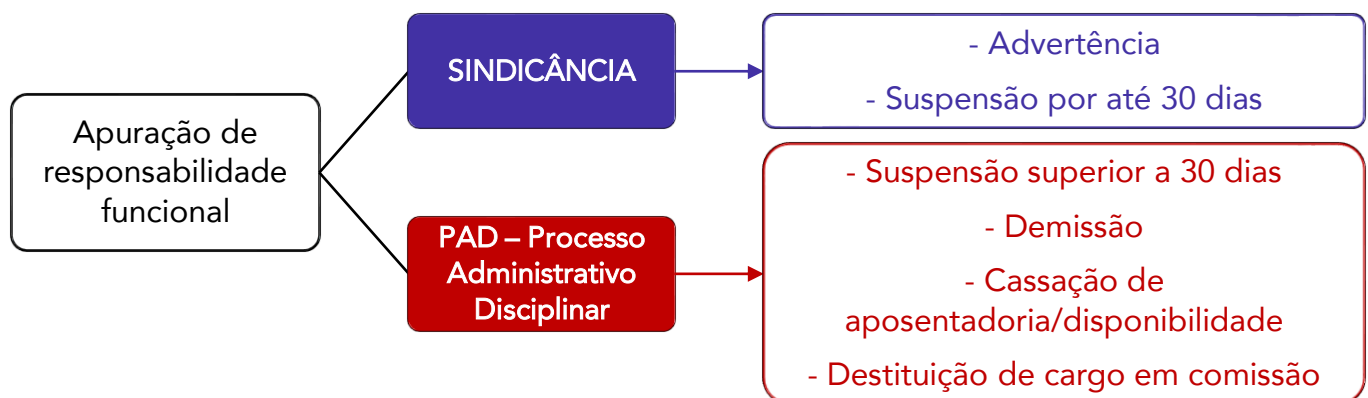 Apuração de
responsabilidade
funcional
SINDICÂNCIA
- Advertência
- Suspensão por até 30 dias
PAD – Processo
Administrativo
Disciplinar
- Suspensão superior a 30 dias
- Demissão
- Cassação de
aposentadoria/disponibilidade
- Destituição de cargo em comissão